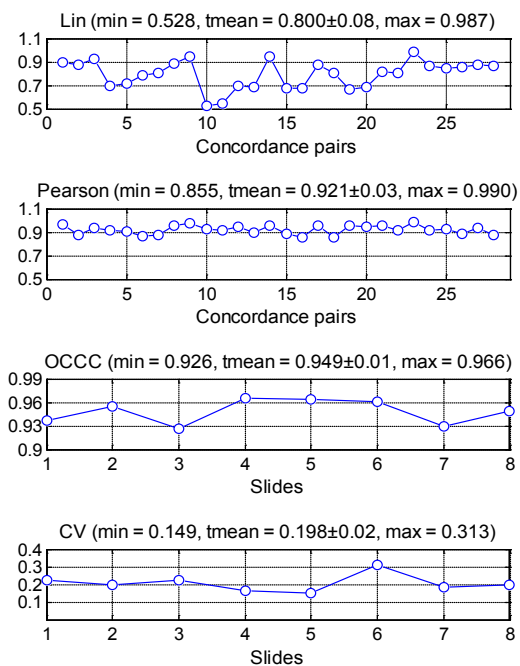 Lin (min = 0.528, tmean = 0.800±0.08, max = 0.987)
1.1
0.9
0.7
0.5
0 5 10 15 20 25
Concordance pairs
Pearson (min = 0.855, tmean = 0.921±0.03, max = 0.990)
1.1
0.9
0.7
0.5
0 5 10 15 20 25
Concordance pairs
OCCC (min = 0.926, tmean = 0.949±0.01, max = 0.966)
0.99
0.96
0.93
0.9
1 2 3 4 5 6 7 8
Slides
CV (min = 0.149, tmean = 0.198±0.02, max = 0.313)
0.4
0.3
0.2
0.1
1 2 3 4 5 6 7 8
Slides